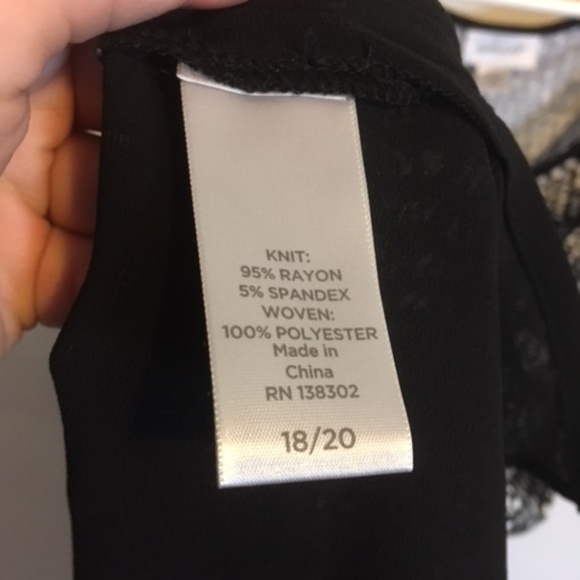 KNIT:
95% RAYON
5% SPANDEX
WOVEN:
100% POLYESTER
Made in
China
RN 138302
18/20